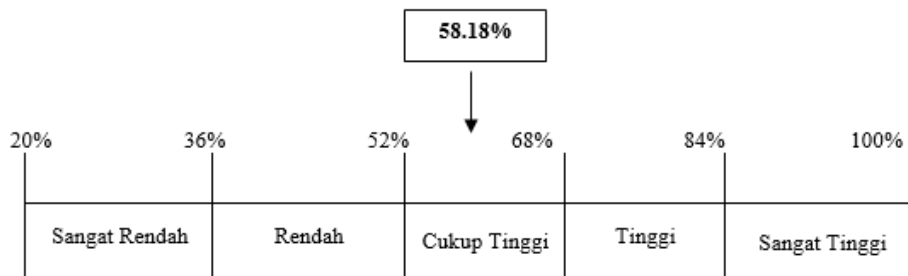 58.18%
20% 36% 52% 68% 84% 100%
Sangat Rendah Rendah Cukup Tinggi Tinggi Sangat Tinggi